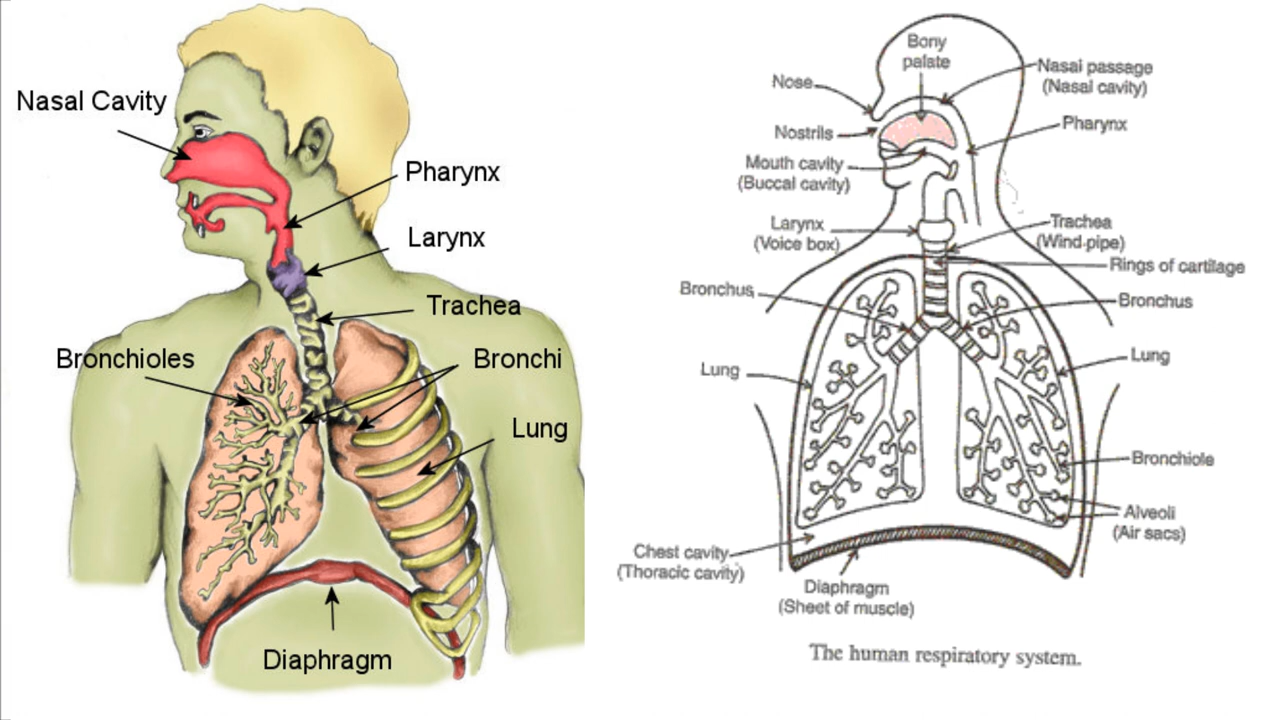 Nasal Cavity
Pharynx
Larynx
Trachea
Bronchioles
Bronchi
Lung
Diaphragm
Bony
palate
Nose
Nasal passage
(Nasal cavity)
Nostrils
Pharynx
Mouth cavity
(Buccal cavity)
Larynx
(Voice box)
Trachea
(Wind-pipe)
Rings of cartilage
Bronchus
Bronchus
Lung
Lung
Bronchiole
Alveoli
(Air sacs)
Chest cavity
(Thoracic cavity)
Diaphragm
(Sheet of muscle)
The human respiratory system.